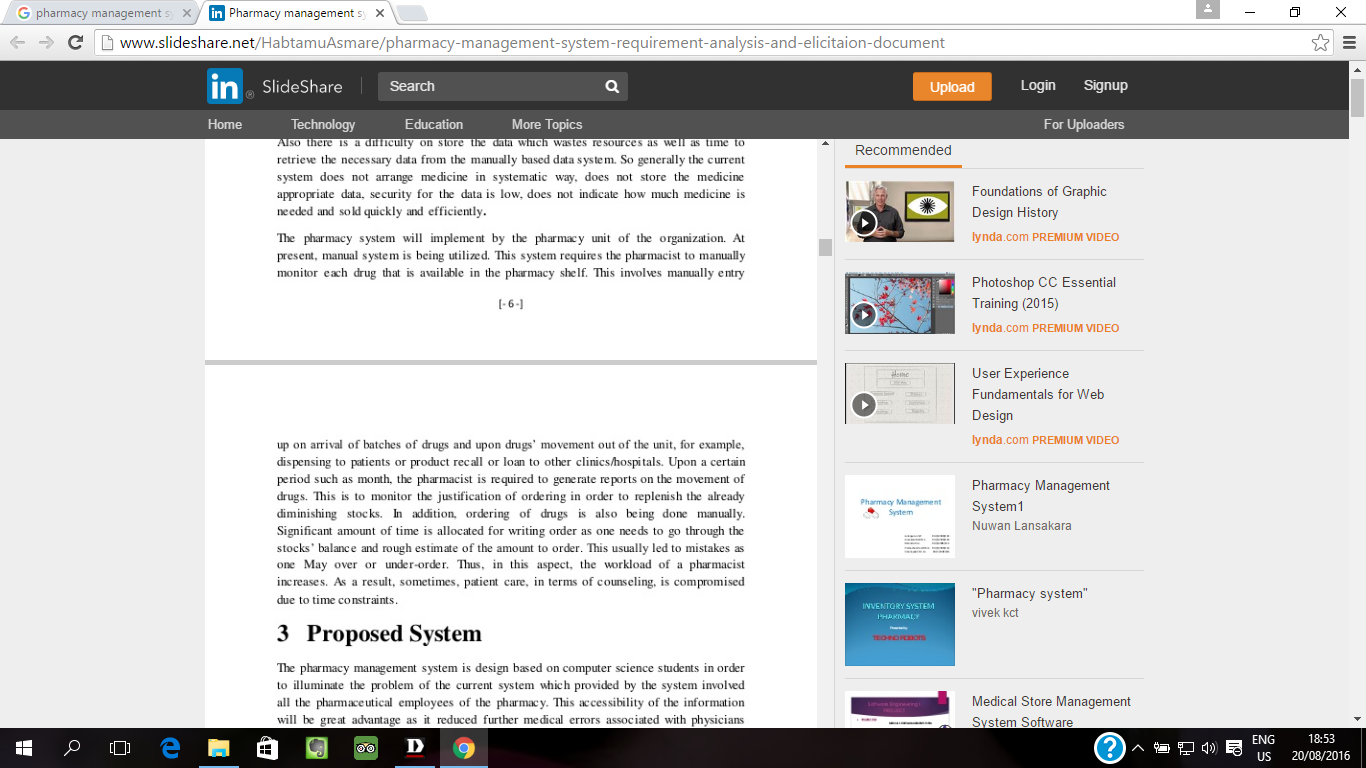 pharmacy management s
Pharmacy management sy
www.slideshare.net/HabtamuAsmare/pharmacy-management-system-requirement-analysis-and-elicitaion-document
in ® SlideShare
Search
Upload
Login
Signup
Home
Technology
Education
More Topics
For Uploaders
Also there is a difficulty on store the data which wastes resources as well as time to
retrieve the necessary data from the manually based data system. So generally the current
system does not arrange medicine in systematic way, does not store the medicine
appropriate data, security for the data is low, does not indicate how much medicine is
needed and sold quickly and efficiently.
The pharmacy system will implement by the pharmacy unit of the organization. At
present, manual system is being utilized. This system requires the pharmacist to manually
monitor each drug that is available in the pharmacy shelf. This involves manually entry
[- 6 -]
up on arrival of batches of drugs and upon drugs' movement out of the unit, for example,
dispensing to patients or product recall or loan to other clinics/hospitals. Upon a certain
period such as month, the pharmacist is required to generate reports on the movement of
drugs. This is to monitor the justification of ordering in order to replenish the already
diminishing stocks. In addition, ordering of drugs is also being done manually.
Significant amount of time is allocated for writing order as one needs to go through the
stocks' balance and rough estimate of the amount to order. This usually led to mistakes as
one May over or under-order. Thus, in this aspect, the workload of a pharmacist
increases. As a result, sometimes, patient care, in terms of counseling, is compromised
due to time constraints.
3 Proposed System
The pharmacy management system is design based on computer science students in order
to illuminate the problem of the current system which provided by the system involved
all the pharmaceutical employees of the pharmacy. This accessibility of the information
will be great advantage as it reduced further medical errors associated with physicians
Recommended
Foundations of Graphic
Design History
lynda.com PREMIUM VIDEO
Photoshop CC Essential
Training (2015)
lynda.com PREMIUM VIDEO
Home
User Experience
Fundamentals for Web
Design
lynda.com PREMIUM VIDEO
Pharmacy Management
System
Pharmacy Management
System1
Nuwan Lansakara
INVENTORY SYSTEM
PHARMACY
TECHNO ROBOTS
"Pharmacy system"
vivek kct
Medical Store Management
System Software
ENG
US
18:53
20/08/2016